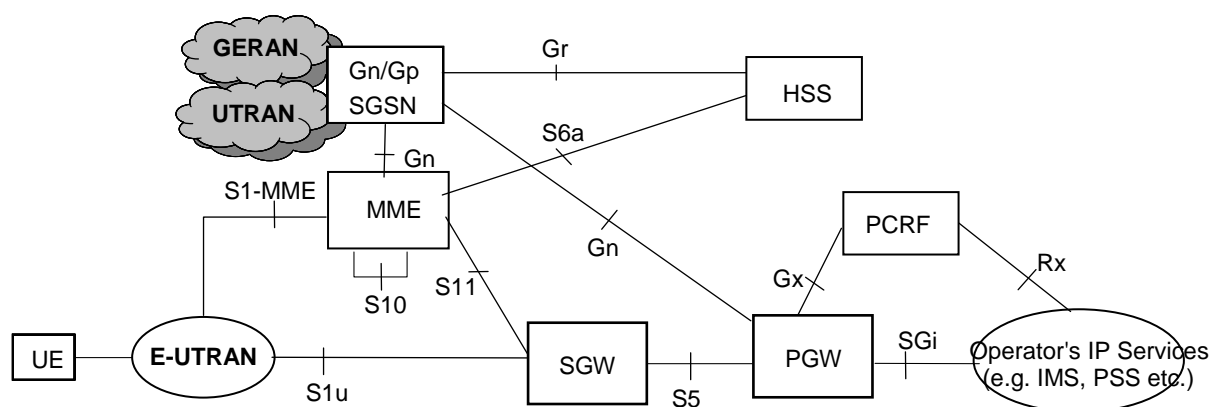 GERAN
UTRAN
Gn/Gp
SGSN
Gr
HSS
Gn
S6a
S1-MME
MME
S10
S11
Gn
PCRF
Gx
Rx
UE
E-UTRAN
S1u
SGW
S5
PGW
SGi
Operator's IP Services
(e.g. IMS, PSS etc.)